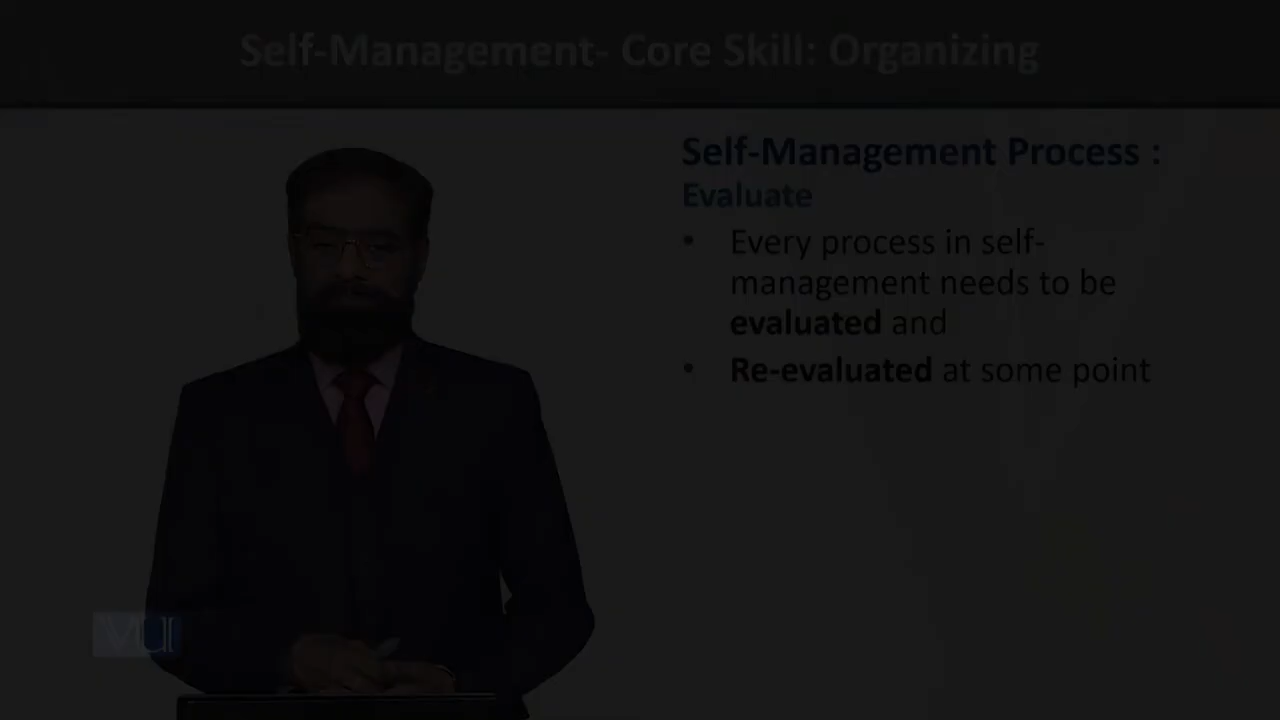 Self-Management- Core Skill: Organizing
Self-Management Process :
Evaluate
• Every process in self-
management needs to be
evaluated and
• Re-evaluated at some point
VU